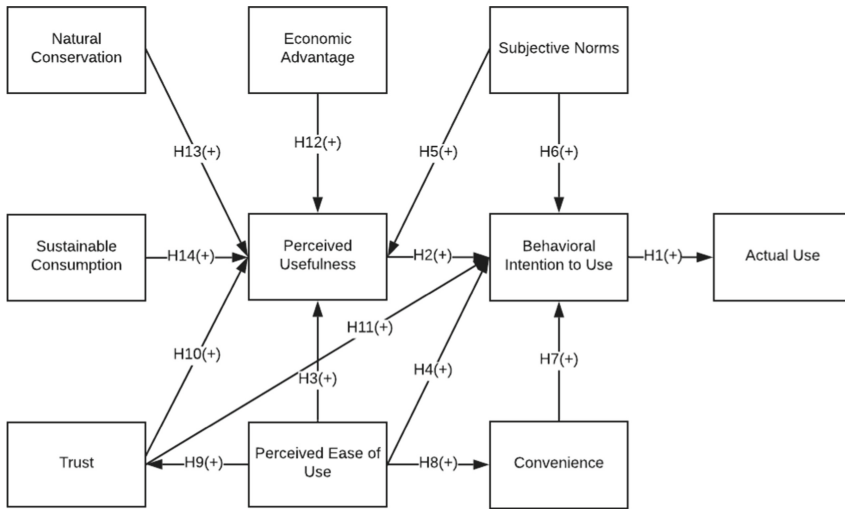 Natural
Conservation
Economic
Advantage
Subjective Norms
H13(+)
H12(+)
H5(+)
H6(+)
Sustainable
Consumption
H14(+)
Perceived
Usefulness
H2(+)
Behavioral
Intention to Use
H1(+)
Actual Use
H10(+)
H11(+)
H3(+)
H4(+)
H7(+)
Trust
H9(+)
Perceived Ease of
Use
H8(+)
Convenience